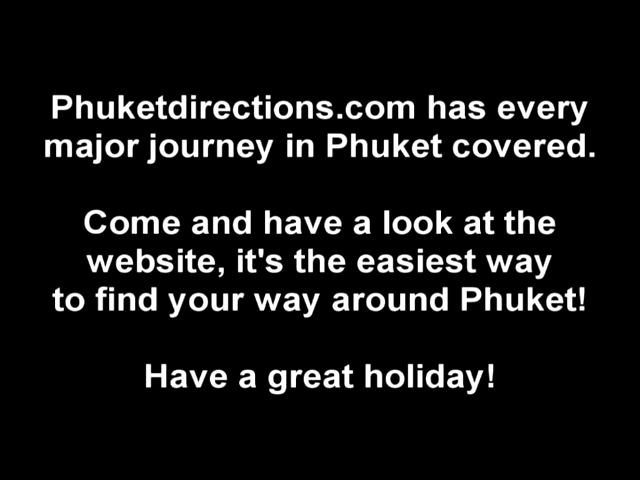 Phuketdirections.com has every
major journey in Phuket covered.
Come and have a look at the
website, it's the easiest way
to find your way around Phuket!
Have a great holiday!